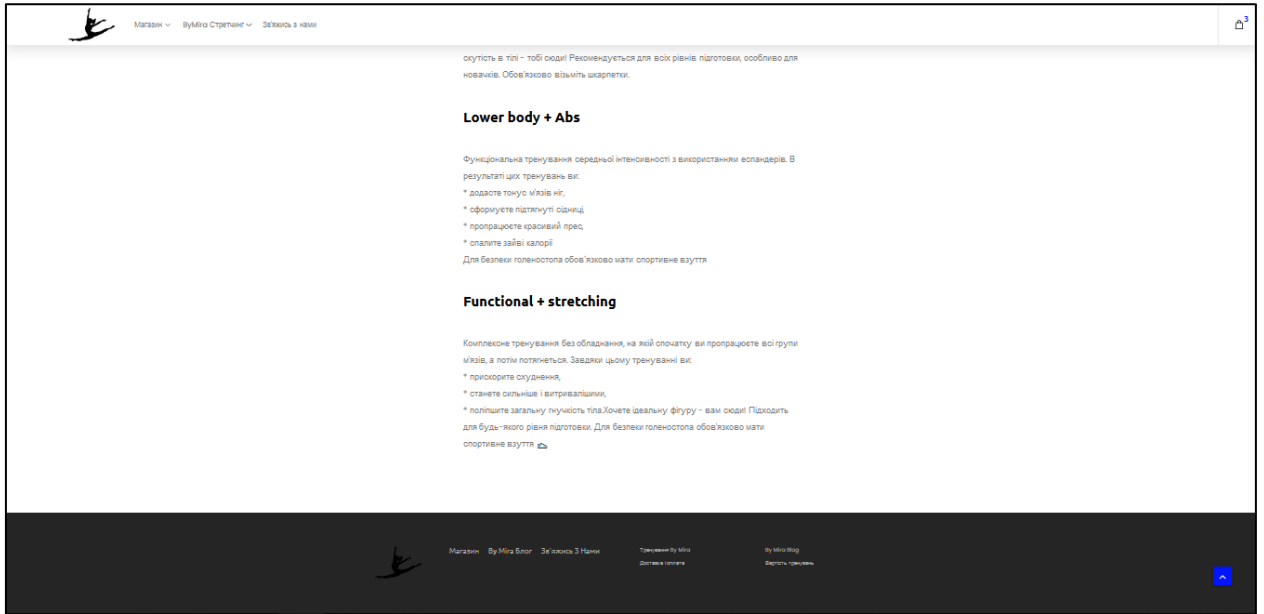 Магазин ByMira Стретчинг Зв'яжись з нами 3
скутість в тілі – тобі сюди! Рекомендується для всіх рівнів підготовки, особливо для
новачків. Обов'язково візьміть шкарпетки.
Lower body + Abs
Функціональна тренування середньої інтенсивності з використанням еспандерів. В
результаті цих тренувань ви:
* додасте тонус м'язів ніг,
* сформуєте підтягнуті сідниці,
* пропрацюєте красивий прес,
* спалите зайві калорії
Для безпеки голеностопа обов'язково мати спортивне взуття
Functional + stretching
Комплексне тренування без обладнання, на якій спочатку ви пропрацюєте всі групи
м'язів, а потім потягнеться. Завдяки цьому тренуванні ви:
* прискорите схуднення,
* станете сильніше і витривалішими,
* поліпшите загальну гнучкість тіла.Хочете ідеальну фігуру – вам сюди! Підходить
для будь-якого рівня підготовки. Для безпеки голеностопа обов'язково мати
спортивне взуття
Магазин By Mira Блог Зв'яжись З Нами
Тренування By Mira
Доставка і оплата
By Mira Blog
Вартість тренувань